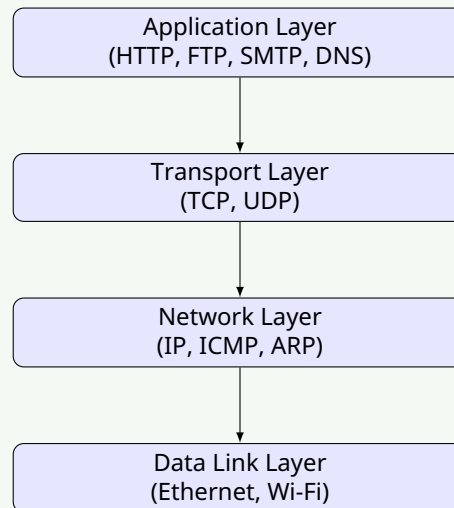 Application Layer
(HTTP, FTP, SMTP, DNS)
Transport Layer
(TCP, UDP)
Network Layer
(IP, ICMP, ARP)
Data Link Layer
(Ethernet, Wi-Fi)